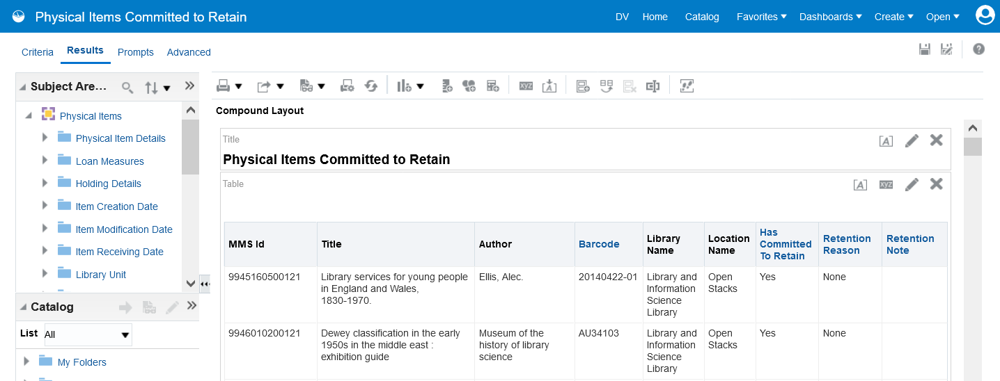 Physical Items Committed to Retain
DV Home Catalog Favorites Dashboards Create Open
Criteria Results Prompts Advanced
Subject Are...
Physical Items
Physical Item Details
Loan Measures
Holding Details
Item Creation Date
Item Modification Date
Item Receiving Date
Library Unit
Catalog
List All
My Folders
xyz A
Compound Layout
Title
A
Physical Items Committed to Retain
Table
A xyz
MMS Id Title Author Barcode Library Name Location Name Has Committed To Retain Retention Reason Retention Note
9945160500121 Library services for young people in England and Wales, 1830-1970. Ellis, Alec. 20140422-01 Library and Information Science Library Open Stacks Yes None
9946010200121 Dewey classification in the early 1950s in the middle east : exhibition guide Museum of the history of library science AU34103 Library and Information Science Library Open Stacks Yes None